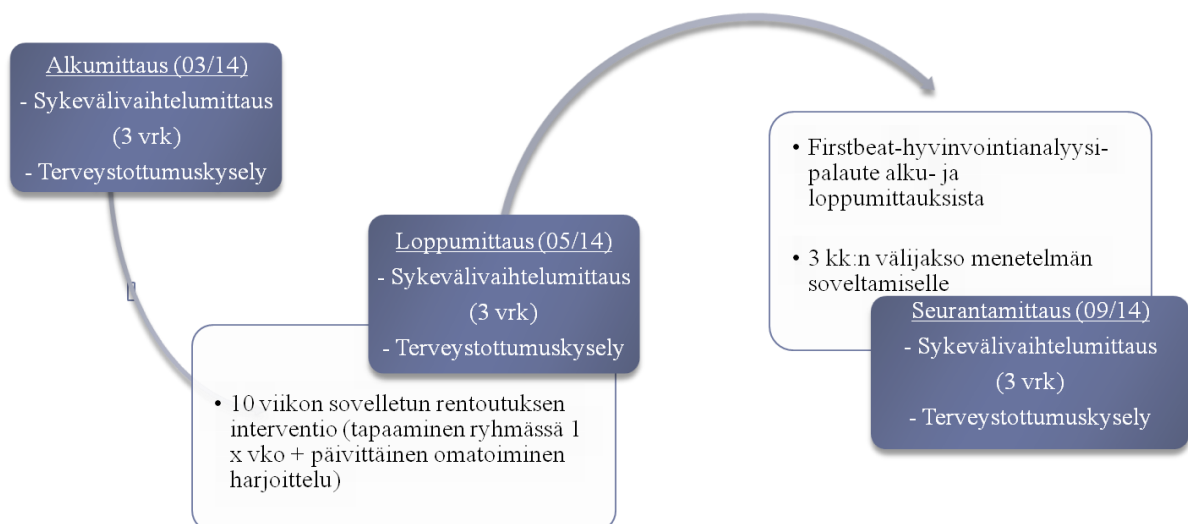 Alkumittaus (03/14)
- Sykevälivaihtelumittaus
(3 vrk)
- Terveystottumuskysely
• 10 viikon sovelletun rentoutuksen
interventio (tapaaminen ryhmässä 1
x vko + päivittäinen omatoiminen
harjoittelu)
Loppumittaus (05/14)
- Sykevälivaihtelumittaus
(3 vrk)
- Terveystottumuskysely
• Firstbeat-hyvinvointianalyysi-
palaute alku- ja
loppumittauksista
• 3 kk:n välijakso menetelmän
soveltamiselle
Seurantamittaus (09/14)
- Sykevälivaihtelumittaus
(3 vrk)
- Terveystottumuskysely